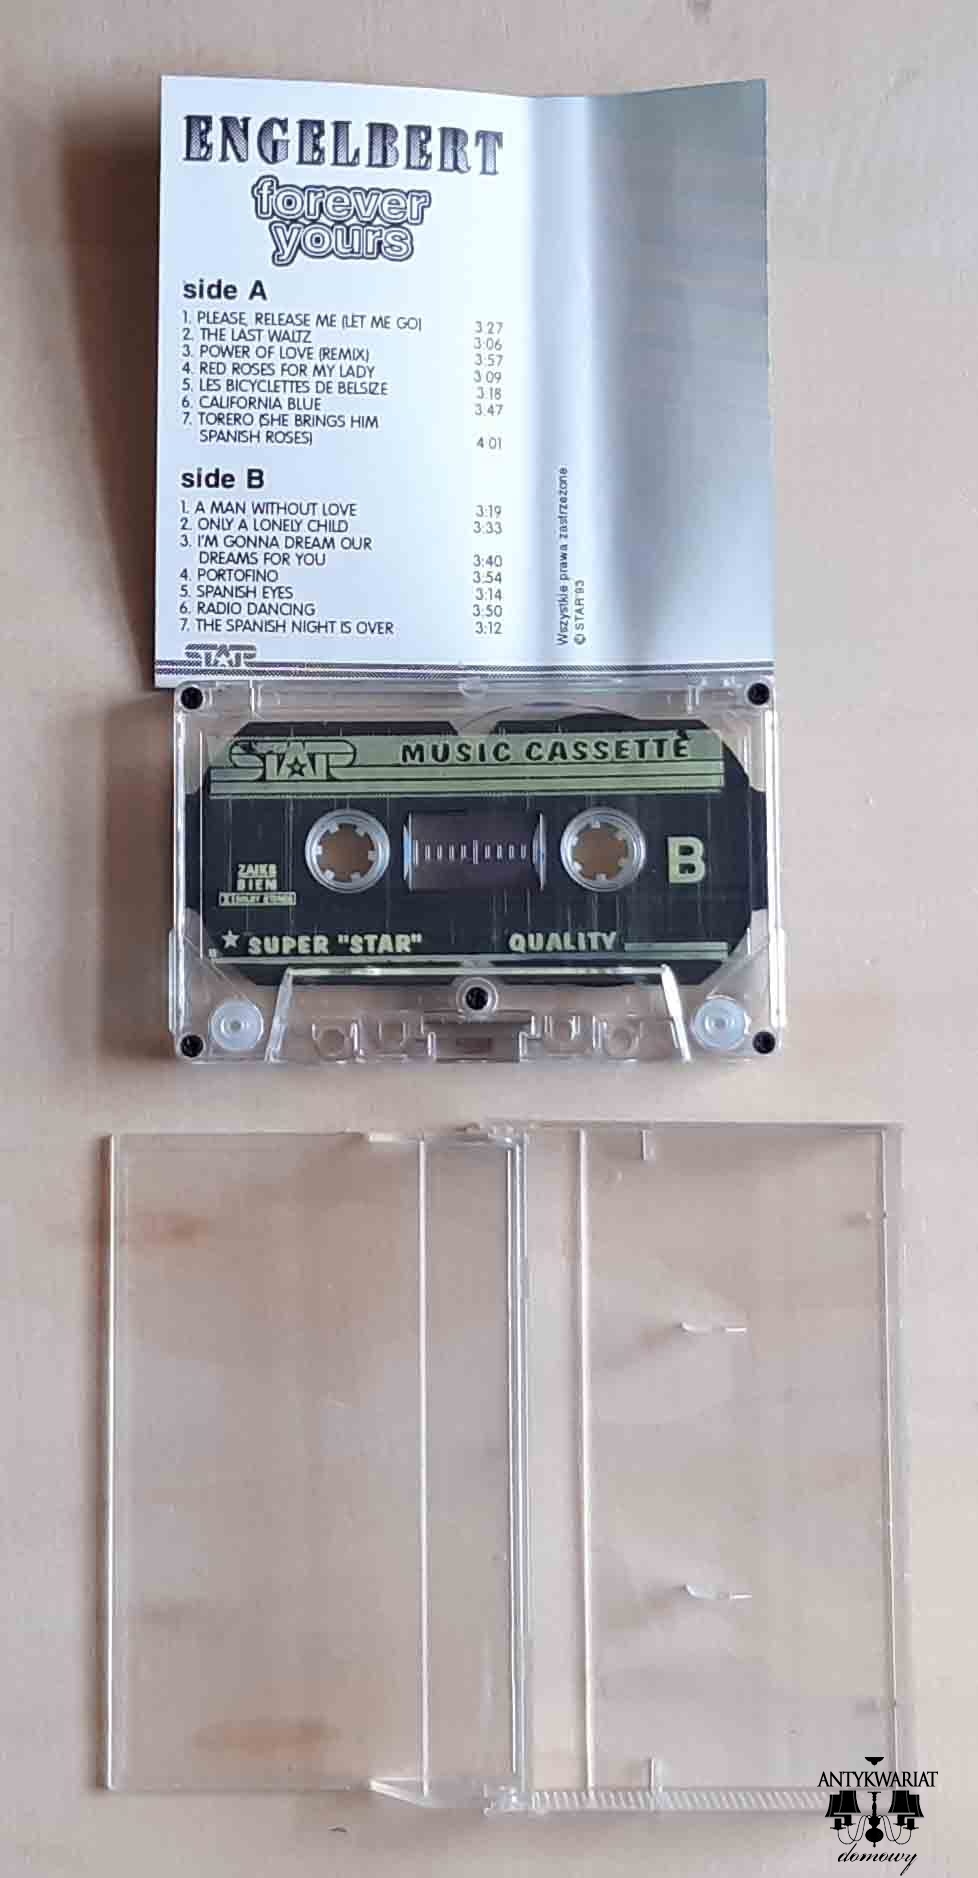 ENGELBERT
forever
yours
side A
1. PLEASE, RELEASE ME (LET ME GO) 3:27
2. THE LAST WALTZ 3:06
3. POWER OF LOVE (REMIX) 3:57
4. RED ROSES FOR MY LADY 3 09
5. LES BICYCLETTES DE BELSIZE 3:18
6. CALIFORNIA BLUE 3.47
7. TORERO (SHE BRINGS HIM
SPANISH ROSES) 4 01
side B
1. A MAN WITHOUT LOVE 3:19
2. ONLY A LONELY CHILD 3:33
3. I'M GONNA DREAM OUR
DREAMS FOR YOU 3:40
4. PORTOFINO 3:54
5. SPANISH EYES 3:14
6. RADIO DANCING 3:50
7. THE SPANISH NIGHT IS OVER 3:12
STAR
Wszystkie prawa zastrzeżone
© STAR'93
STAR MUSIC CASSETTE
B
ZAIKS
BIEM
SUPER "STAR" QUALITY
ANTYKWARIAT
domowy